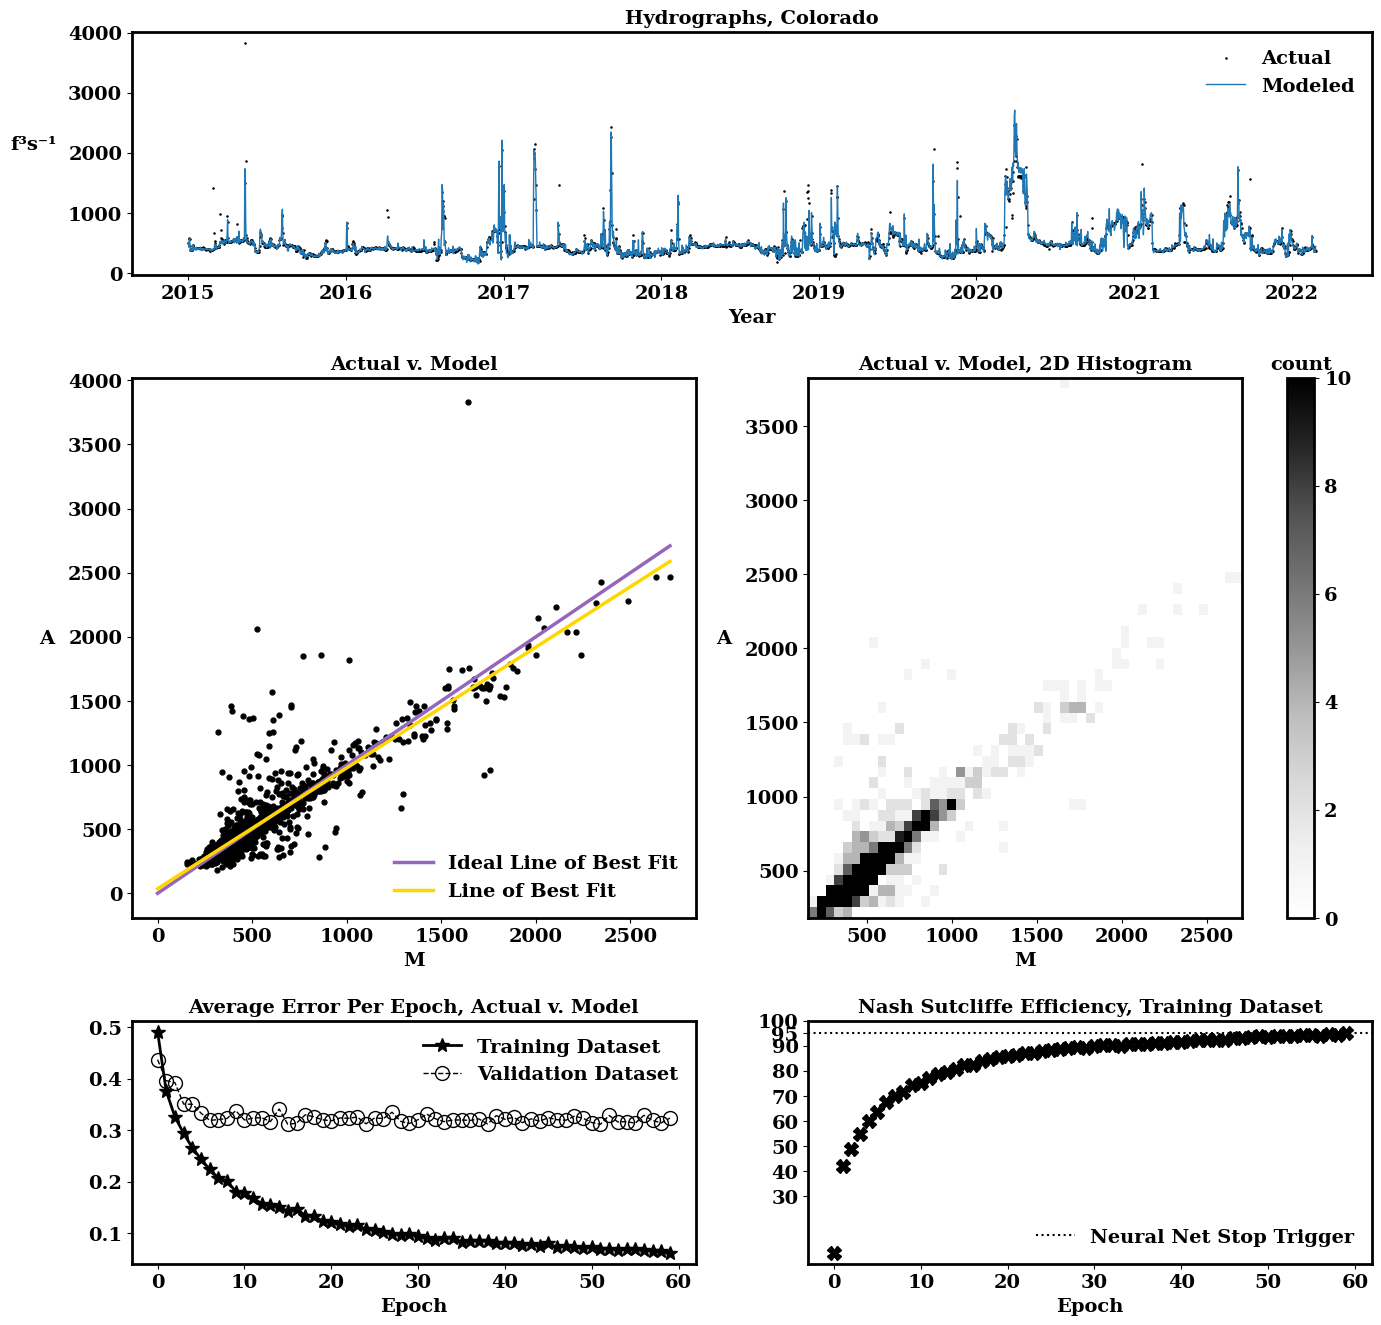 Hydrographs, Colorado
4000
3000
f³s⁻¹
2000
1000
0
Actual
Modeled
2015 2016 2017 2018 2019 2020 2021 2022
Year
Actual v. Model
4000
3500
3000
2500
A
2000
1500
1000
500
0
Ideal Line of Best Fit
Line of Best Fit
0 500 1000 1500 2000 2500
M
Actual v. Model, 2D Histogram
3500
3000
2500
A
2000
1500
1000
500
500 1000 1500 2000 2500
M
count
10
8
6
4
2
0
Average Error Per Epoch, Actual v. Model
0.5
0.4
0.3
0.2
0.1
Training Dataset
Validation Dataset
0 10 20 30 40 50 60
Epoch
Nash Sutcliffe Efficiency, Training Dataset
100
95
90
80
70
60
50
40
30
Neural Net Stop Trigger
0 10 20 30 40 50 60
Epoch